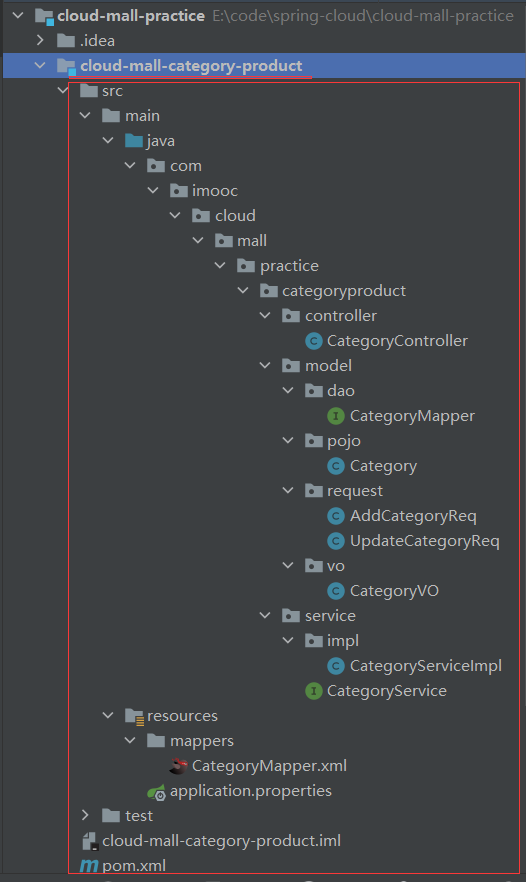 cloud-mall-practice E:\code\spring-cloud\cloud-mall-practice
.idea
cloud-mall-category-product
src
main
java
com
imooc
cloud
mall
practice
categoryproduct
controller
CategoryController
model
dao
CategoryMapper
pojo
Category
request
AddCategoryReq
UpdateCategoryReq
vo
CategoryVO
service
impl
CategoryServiceImpl
CategoryService
resources
mappers
CategoryMapper.xml
application.properties
test
cloud-mall-category-product.iml
pom.xml